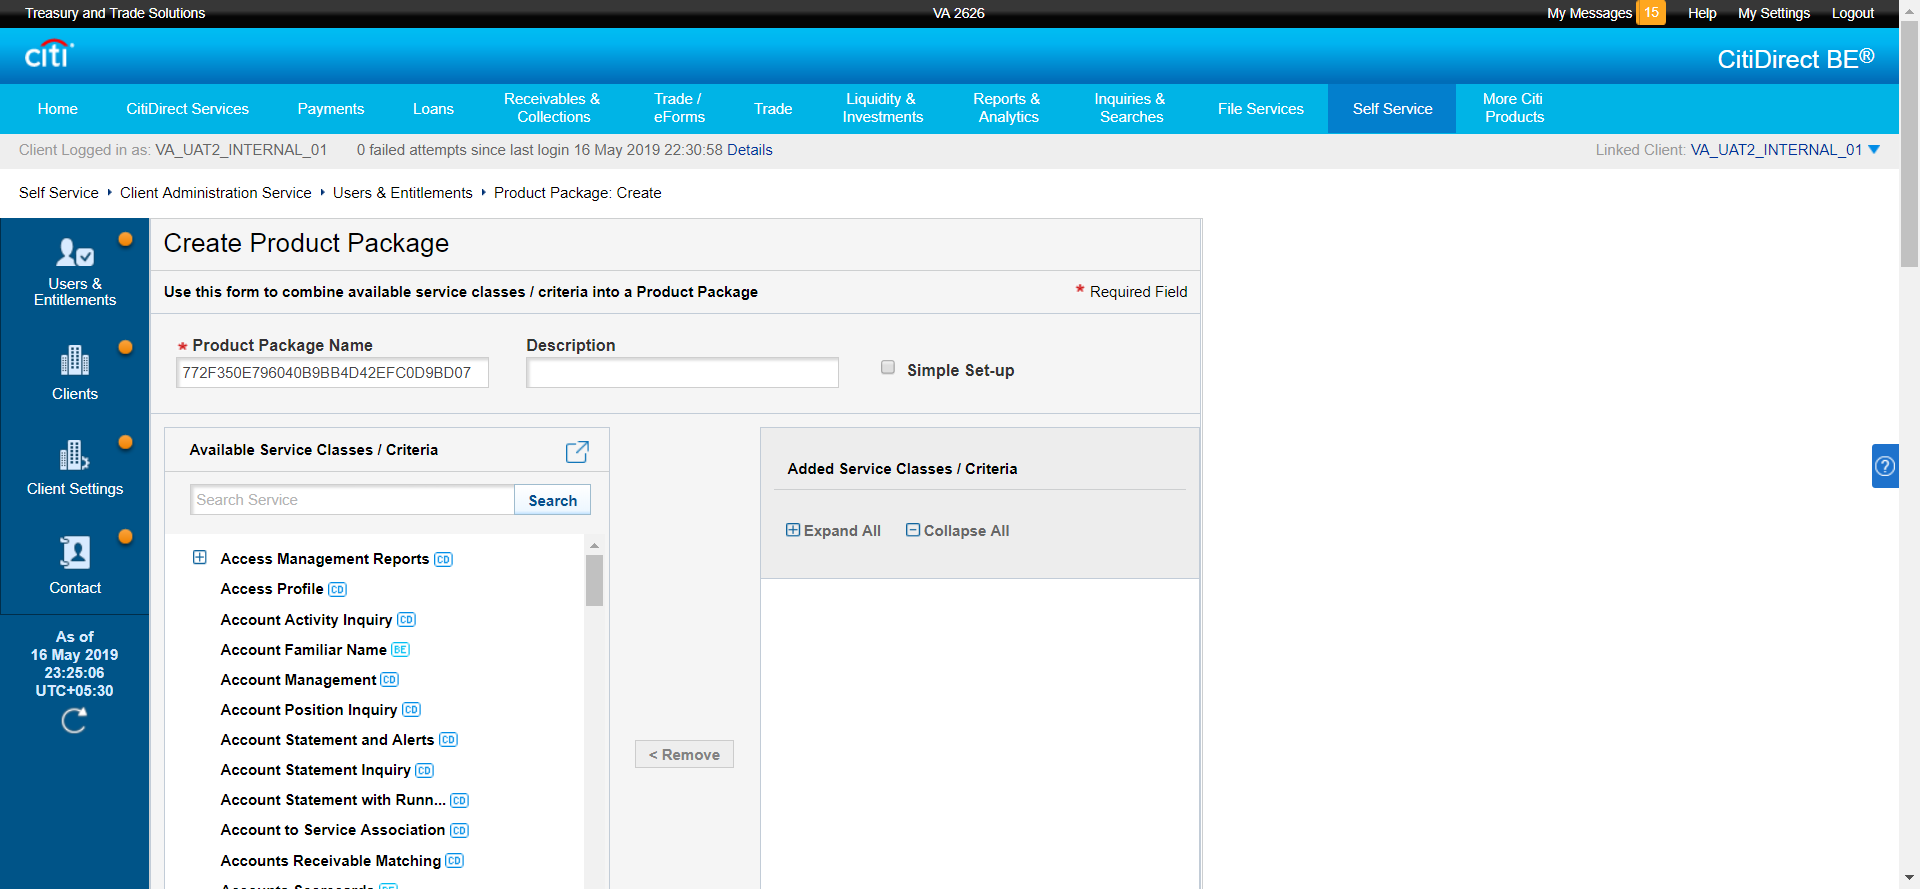 Treasury and Trade Solutions VA 2626 My Messages 15 Help My Settings Logout
citi CitiDirect BE®
Home CitiDirect Services Payments Loans Receivables & Collections Trade / eForms Trade Liquidity & Investments Reports & Analytics Inquiries & Searches File Services Self Service More Citi Products
Client Logged in as: VA_UAT2_INTERNAL_01 0 failed attempts since last login 16 May 2019 22:30:58 Details Linked Client: VA_UAT2_INTERNAL_01
Self Service Client Administration Service Users & Entitlements Product Package: Create
Users &
Entitlements
Clients
Client Settings
Contact
As of
16 May 2019
23:25:06
UTC+05:30
Create Product Package
Use this form to combine available service classes / criteria into a Product Package * Required Field
* Product Package Name Description
772F350E796040B9BB4D42EFC0D9BD07 Simple Set-up
Available Service Classes / Criteria
Search Service Search
Access Management Reports CD
Access Profile CD
Account Activity Inquiry CD
Account Familiar Name BE
Account Management CD
Account Position Inquiry CD
Account Statement and Alerts CD
Account Statement Inquiry CD
Account Statement with Runn... CD
Account to Service Association CD
Accounts Receivable Matching CD
< Remove
Added Service Classes / Criteria
Expand All Collapse All
?